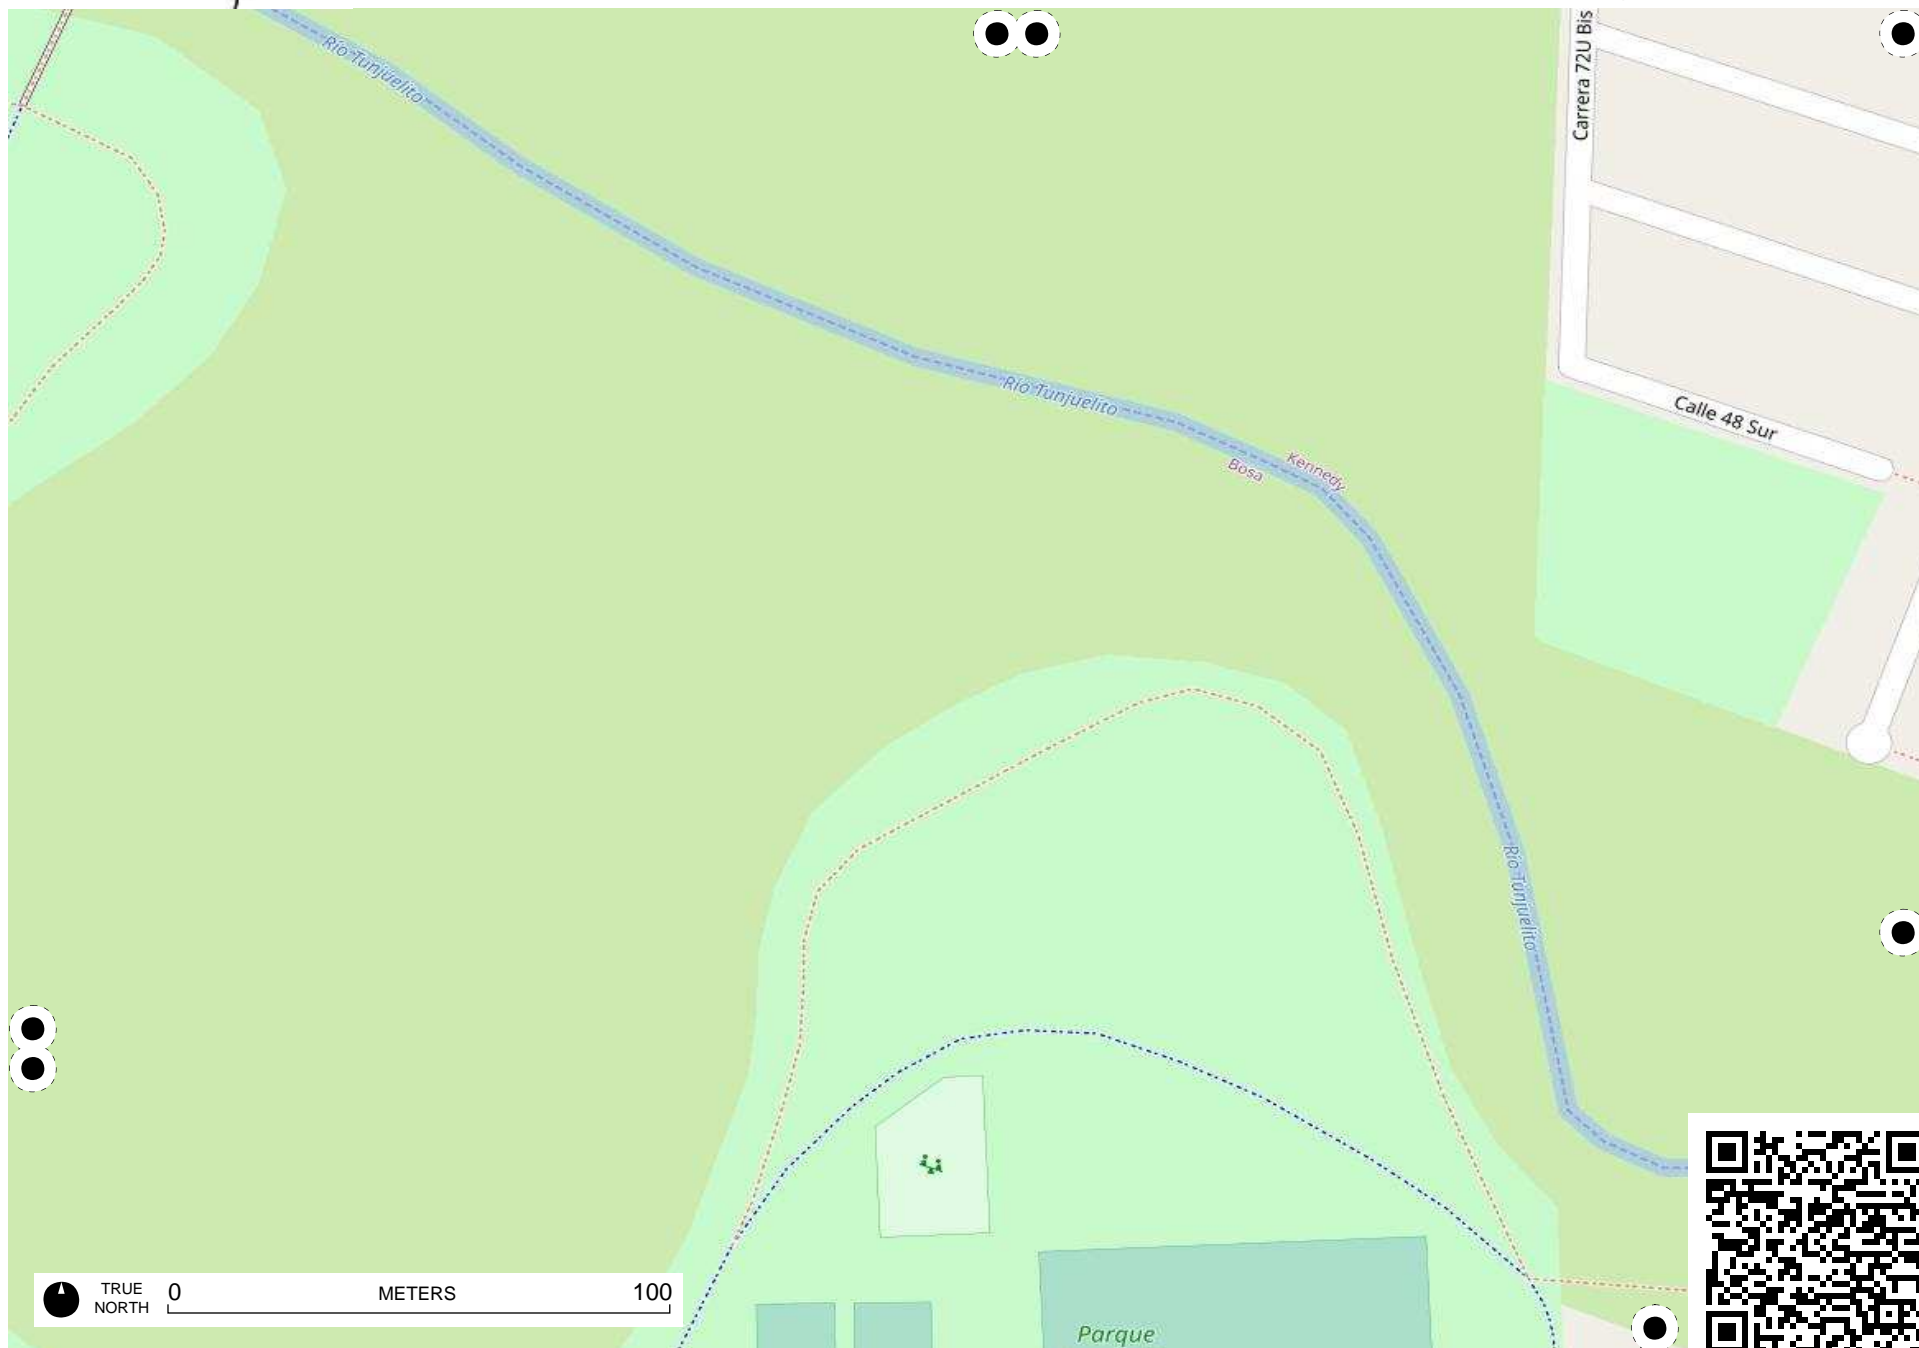 Río Tunjuelito
Carrera 72U Bis
Río Tunjuelito
Calle 48 Sur
Kennedy
Bosa
Río Tunjuelito
TRUE
NORTH
0 METERS 100
Parque